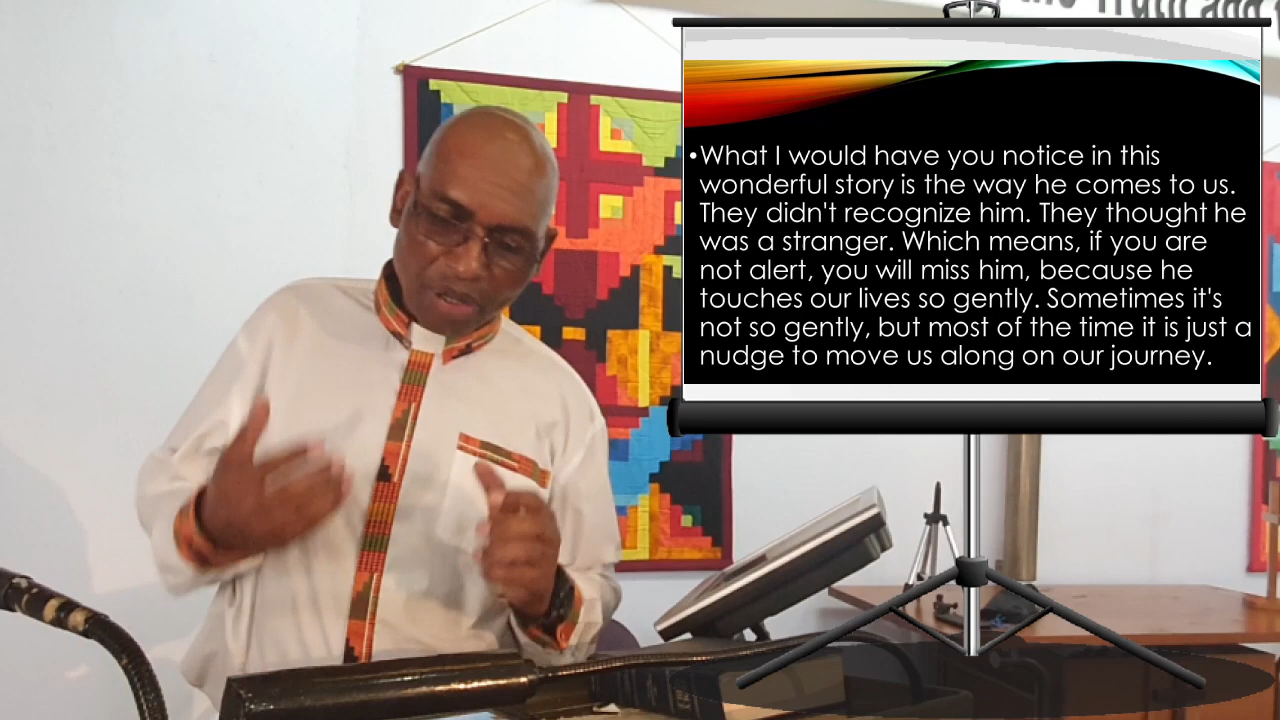 the Truth and
•What I would have you notice in this
wonderful story is the way he comes to us.
They didn't recognize him. They thought he
was a stranger. Which means, if you are
not alert, you will miss him, because he
touches our lives so gently. Sometimes it's
not so gently, but most of the time it is just a
nudge to move us along on our journey.